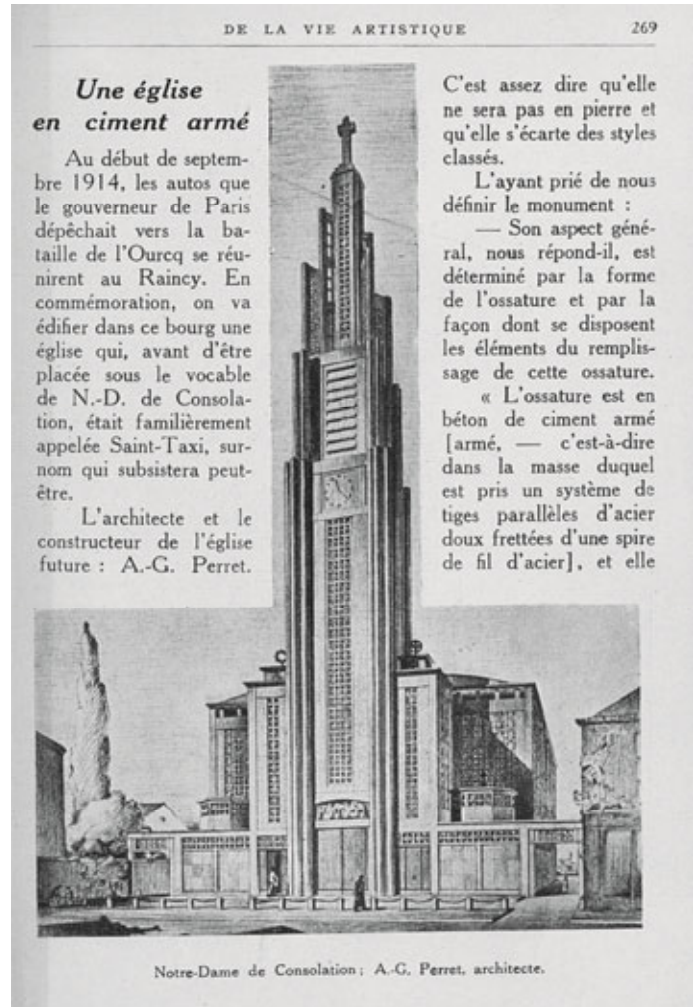 DE LA VIE ARTISTIQUE 269
Une église
en ciment armé
Au début de septem-
bre 1914, les autos que
le gouverneur de Paris
dépêchait vers la ba-
taille de l'Ourcq se réu-
nirent au Raincy. En
commémoration, on va
édifier dans ce bourg une
église qui, avant d'être
placée sous le vocable
de N.-D. de Consola-
tion, était familièrement
appelée Saint-Taxi, sur-
nom qui subsistera peut-
être.
L'architecte et le
constructeur de l'église
future : A.-G. Perret.
C'est assez dire qu'elle
ne sera pas en pierre et
qu'elle s'écarte des styles
classés.
L'ayant prié de nous
définir le monument :
— Son aspect géné-
ral, nous répond-il, est
déterminé par la forme
de l'ossature et par la
façon dont se disposent
les éléments du remplis-
sage de cette ossature.
« L'ossature est en
béton de ciment armé
[armé, — c'est-à-dire
dans la masse duquel
est pris un système de
tiges parallèles d'acier
doux frettées d'une spire
de fil d'acier], et elle
Notre-Dame de Consolation ; A.-G. Perret, architecte.